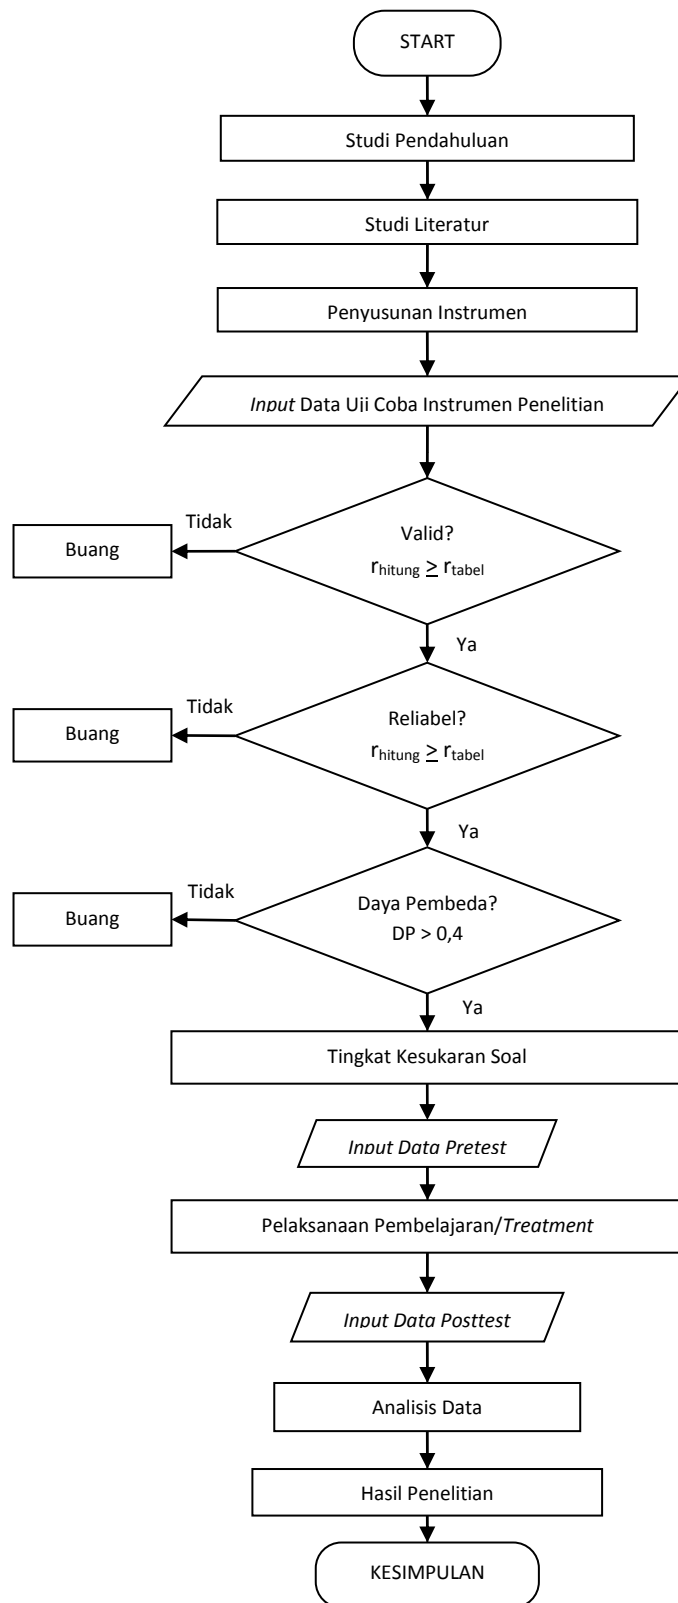 START
Studi Pendahuluan
Studi Literatur
Penyusunan Instrumen
Input Data Uji Coba Instrumen Penelitian
Tidak
Buang
Valid?
rhitung ≥ rtabel
Ya
Tidak
Buang
Reliabel?
rhitung ≥ rtabel
Ya
Tidak
Buang
Daya Pembeda?
DP > 0,4
Ya
Tingkat Kesukaran Soal
Input Data Pretest
Pelaksanaan Pembelajaran/Treatment
Input Data Posttest
Analisis Data
Hasil Penelitian
KESIMPULAN